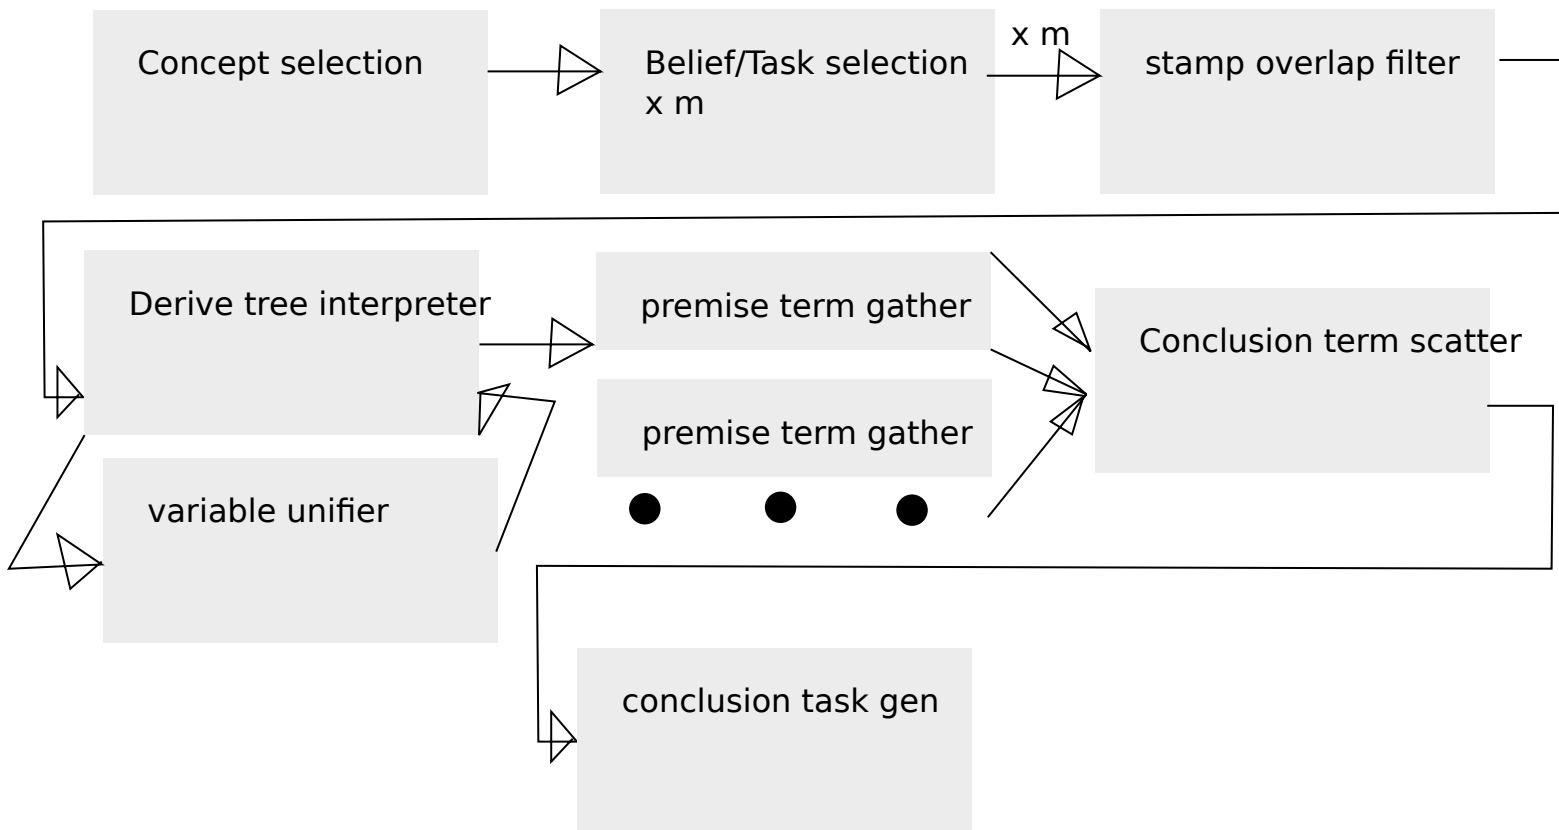 Concept selection
Belief/Task selection
x m
x m
stamp overlap filter
Derive tree interpreter
premise term gather
Conclusion term scatter
premise term gather
variable unifier
conclusion task gen